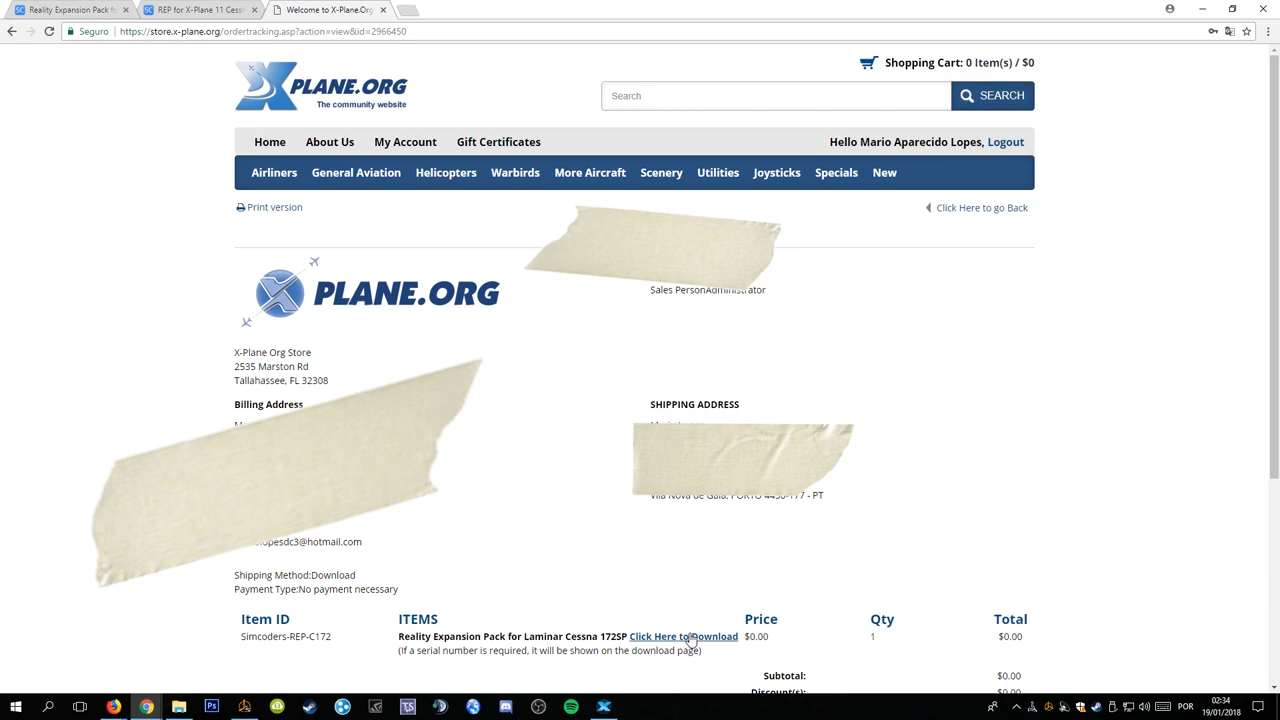 Reality Expansion Pack f
REP for X-Plane 11 Cess
Welcome to X-Plane.Org
Seguro
https://store.x-plane.org/ordertracking.asp?action=view&id=2966450
X PLANE.ORG
The community website
Shopping Cart: 0 Item(s) / $0
Search
SEARCH
Home About Us My Account Gift Certificates
Hello Mario Aparecido Lopes, Logout
Airliners General Aviation Helicopters Warbirds More Aircraft Scenery Utilities Joysticks Specials New
Print version
Click Here to go Back
X PLANE.ORG
Sales PersonAdministrator
X-Plane Org Store
2535 Marston Rd
Tallahassee, FL 32308
Billing Address
SHIPPING ADDRESS
Vila Nova de Gaia, PORTO - PT
opesdc3@hotmail.com
Shipping Method:Download
Payment Type:No payment necessary
Item ID ITEMS Price Qty Total
Simcoders-REP-C172 Reality Expansion Pack for Laminar Cessna 172SP Click Here to Download $0.00 1 $0.00
(If a serial number is required, it will be shown on the download page)
Subtotal: $0.00
Discount(s): $0.00
POR
02:34
19/01/2018